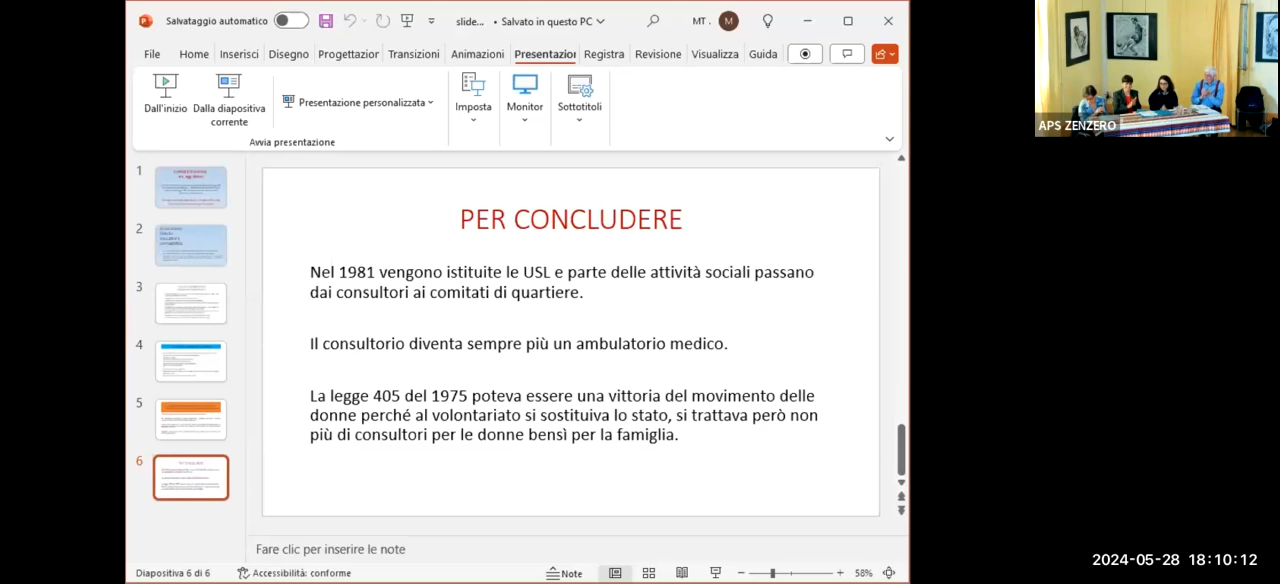 Salvataggio automatico
slide... • Salvato in questo PC
MT .
M
File Home Inserisci Disegno Progettazior Transizioni Animazioni Presentazior Registra Revisione Visualizza Guida
Dall'inizio
Dalla diapositiva
corrente
Presentazione personalizzata
Imposta
Monitor
Sottotitoli
Avvia presentazione
1
2
3
4
5
6
PER CONCLUDERE
Nel 1981 vengono istituite le USL e parte delle attività sociali passano
dai consultori ai comitati di quartiere.
Il consultorio diventa sempre più un ambulatorio medico.
La legge 405 del 1975 poteva essere una vittoria del movimento delle
donne perché al volontariato si sostituiva lo stato, si trattava però non
più di consultori per le donne bensì per la famiglia.
Fare clic per inserire le note
Diapositiva 6 di 6
Accessibilità: conforme
Note
58%
APS ZENZERO
2024-05-28 18:10:12